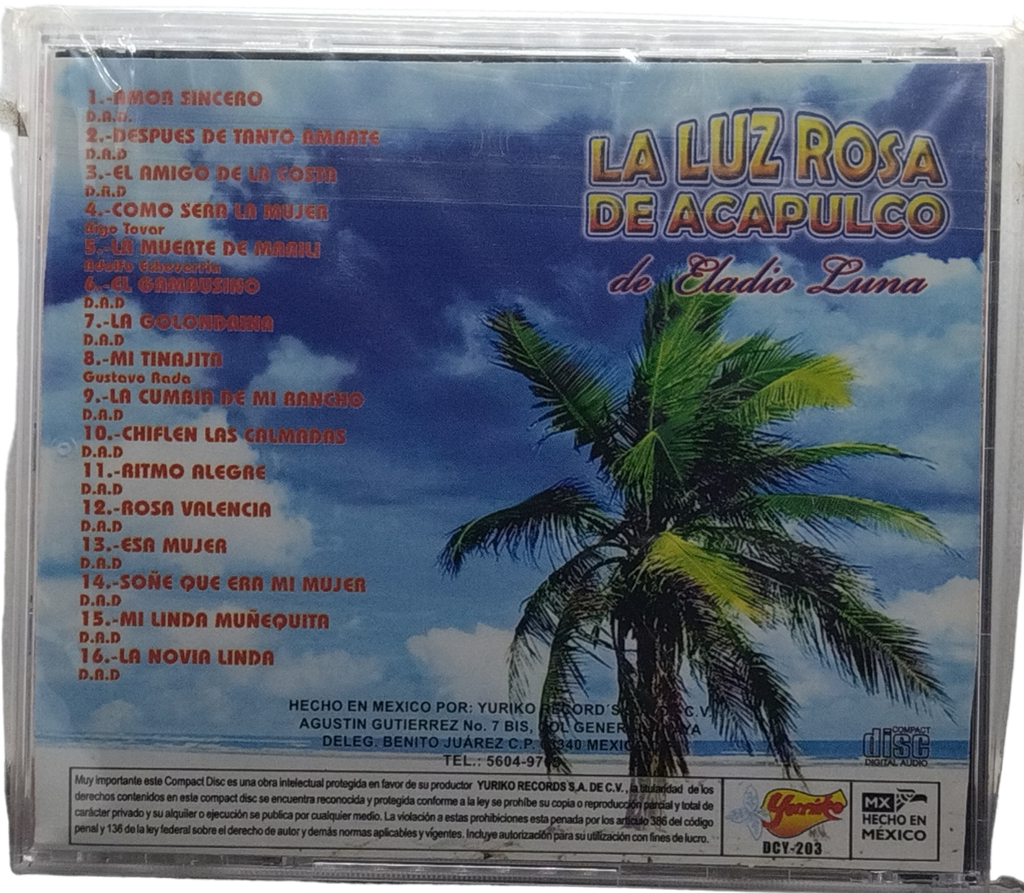 1.-AMOR SINCERO
D.A.D.
2.-DESPUES DE TANTO AMARTE
D.A.D
3.-EL AMIGO DE LA COSTA
D.A.D
4.-COMO SERA LA MUJER
Rigo Tovar
5.-LA MUERTE DE MARILI
Adolfo Echeverria
6.-EL GAMBUSINO
D.A.D
7.-LA GOLONDRINA
D.A.D
8.-MI TINAJITA
Gustavo Rada
9.-LA CUMBIA DE MI RANCHO
D.A.D
10.-CHIFLEN LAS CALMADAS
D.A.D
11.-RITMO ALEGRE
D.A.D
12.-ROSA VALENCIA
D.A.D
13.-ESA MUJER
D.A.D
14.-SOÑE QUE ERA MI MUJER
D.A.D
15.-MI LINDA MUÑEQUITA
D.A.D
16.-LA NOVIA LINDA
D.A.D
LA LUZ ROSA
DE ACAPULCO
de Eladio Luna
HECHO EN MEXICO POR: YURIKO RECORD'S
AGUSTIN GUTIERREZ No. 7 BIS,
DELEG. BENITO JUÁREZ C.P.
TEL.: 5604-97
COMPACT
disc
DIGITAL AUDIO
Muy importante este Compact Disc es una obra intelectual protegida en favor de su productor YURIKO RECORDS S.A. DE C.V., la titularidad de los
derechos contenidos en este compact disc se encuentra reconocida y protegida conforme a la ley se prohíbe su copia o reproducción parcial y total de
carácter privado y su alquiler o ejecución se publica por cualquier medio. La violación a estas prohibiciones esta penada por los artículo 386 del código
penal y 136 de la ley federal sobre el derecho de autor y demás normas aplicables y vigentes. Incluye autorización para su utilización con fines de lucro.
Yuriko
DCY-203
MX
HECHO EN
MÉXICO